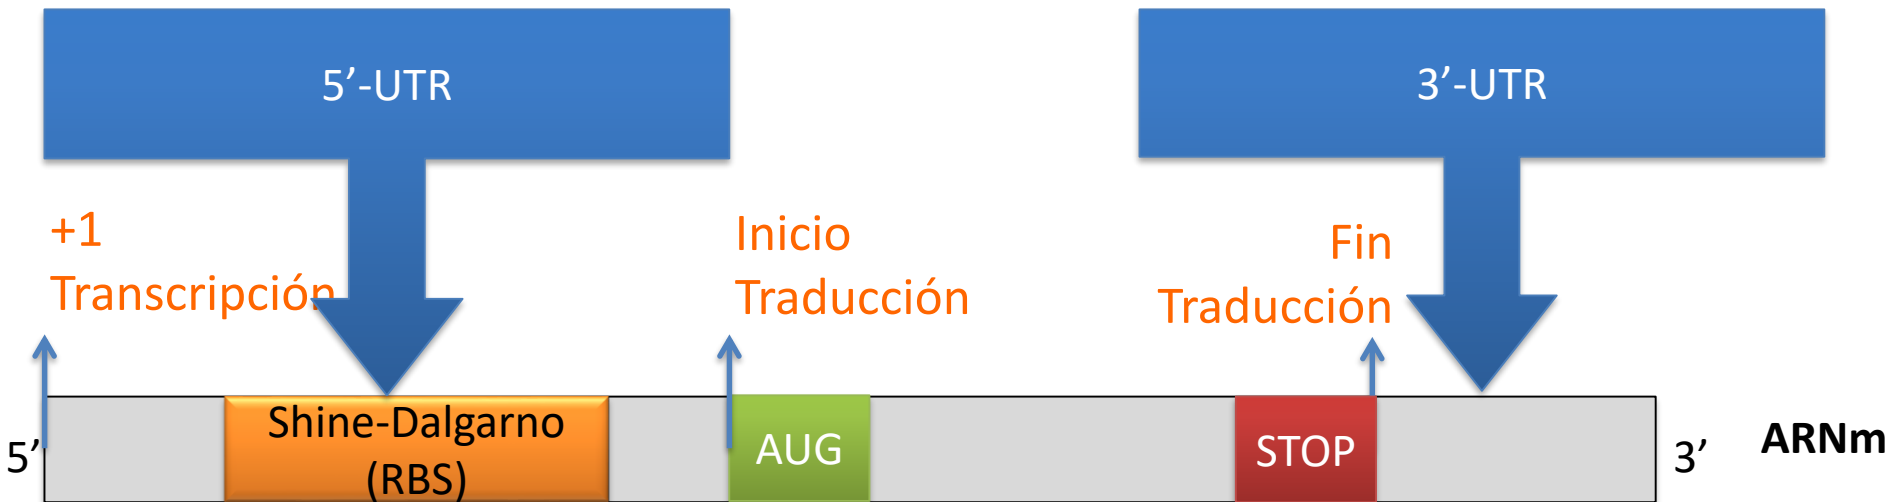 5’-UTR
3’-UTR
+1
Transcripción
Inicio
Traducción
Fin
Traducción
5’
Shine-Dalgarno
(RBS)
AUG
STOP
3’
ARNm